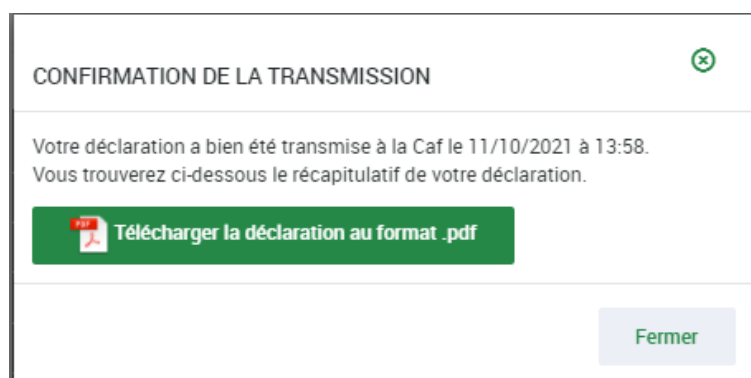 CONFIRMATION DE LA TRANSMISSION
Votre déclaration a bien été transmise à la Caf le 11/10/2021 à 13:58.
Vous trouverez ci-dessous le récapitulatif de votre déclaration.
PDF
Télécharger la déclaration au format .pdf
Fermer